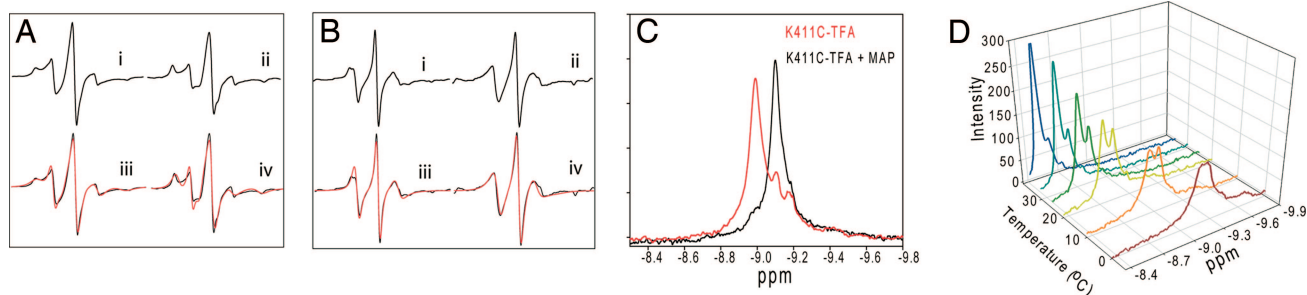 A
i
ii
iii
iv
B
i
ii
iii
iv
C
K411C-TFA
K411C-TFA + MAP
-8.4 -8.6 -8.8 -9.0 -9.2 -9.4 -9.6 -9.8
ppm
D
300
250
200
150
100
50
0
Intensity
30
20
10
0
Temperature (ºC)
-8.4
-8.7
-9.0
-9.3
-9.6
-9.9
ppm